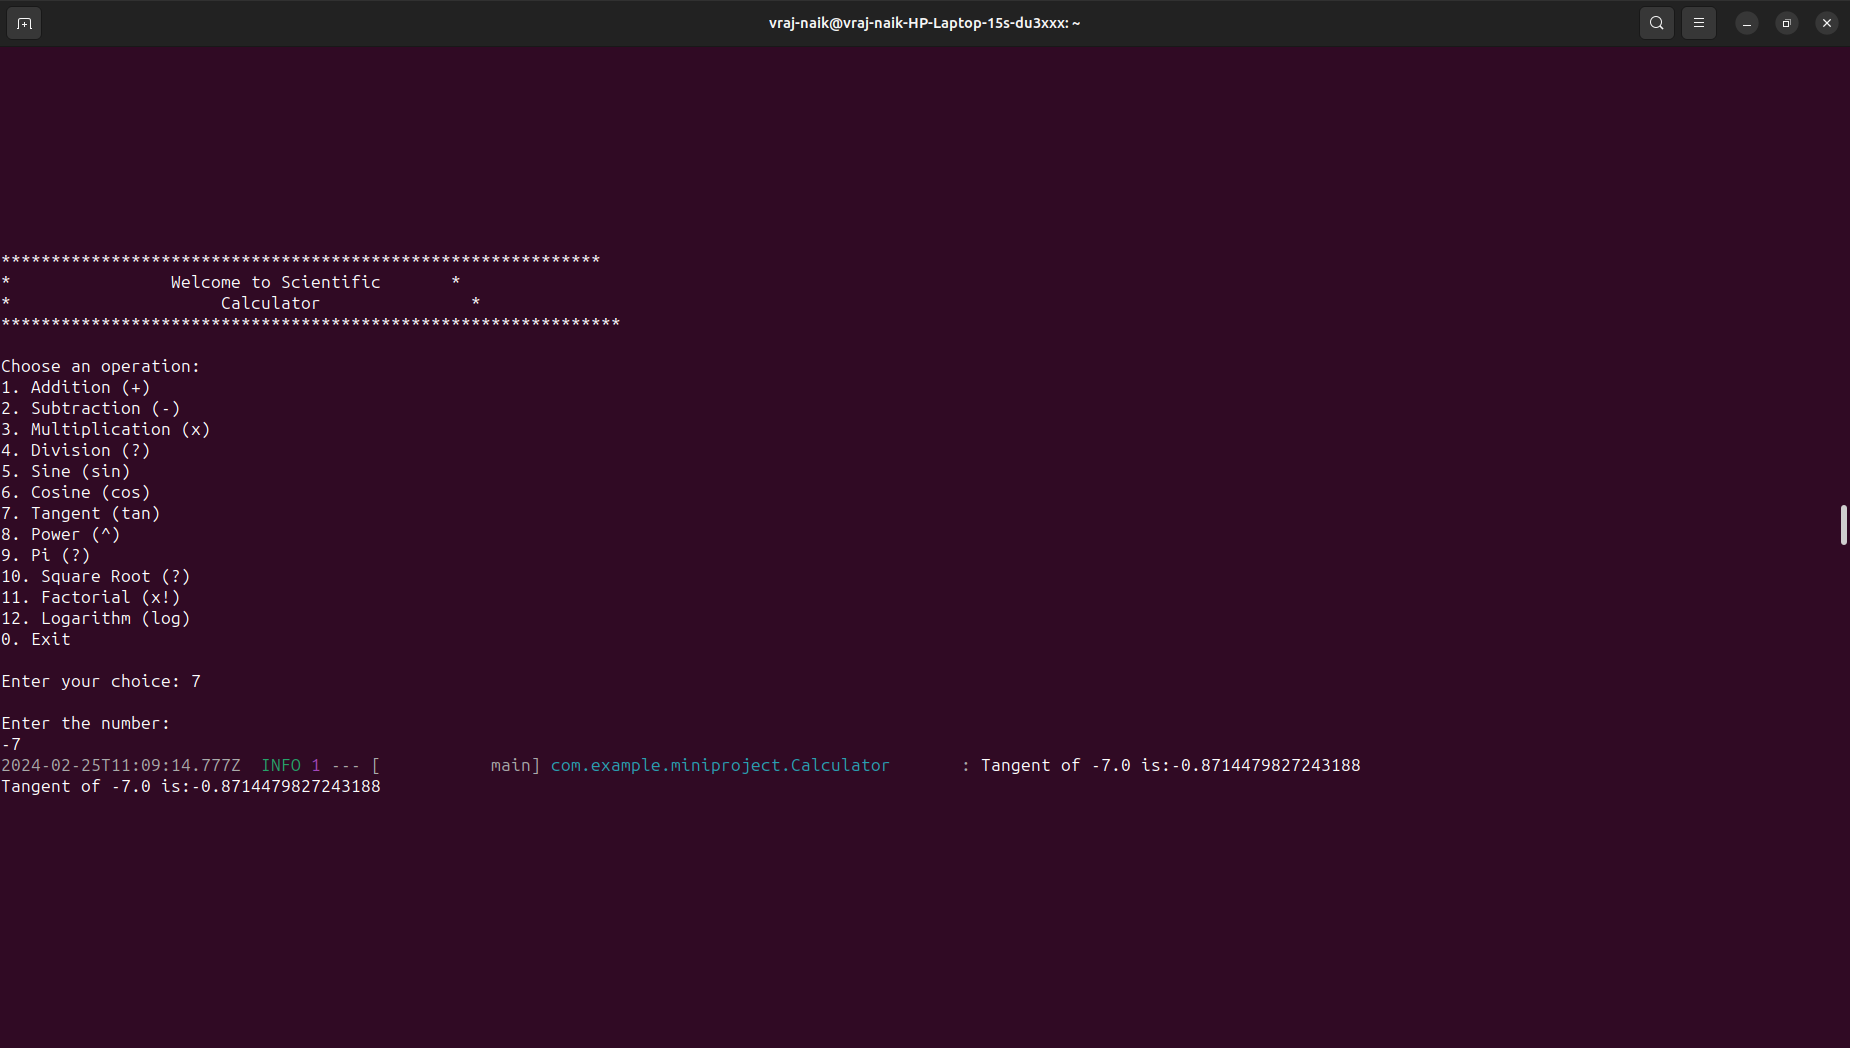 vraj-naik@vraj-naik-HP-Laptop-15s-du3xxx: ~
************************************************************
*                Welcome to Scientific       *
*                     Calculator               *
**************************************************************
Choose an operation:
1. Addition (+)
2. Subtraction (-)
3. Multiplication (x)
4. Division (?)
5. Sine (sin)
6. Cosine (cos)
7. Tangent (tan)
8. Power (^)
9. Pi (?)
10. Square Root (?)
11. Factorial (x!)
12. Logarithm (log)
0. Exit
Enter your choice: 7
Enter the number:
-7
2024-02-25T11:09:14.777Z  INFO 1 --- [           main] com.example.miniproject.Calculator       : Tangent of -7.0 is:-0.8714479827243188
Tangent of -7.0 is:-0.8714479827243188